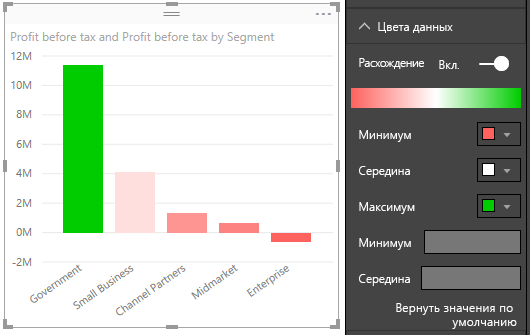 Profit before tax and Profit before tax by Segment
12M
10M
8M
6M
4M
2M
0M
-2M
Government
Small Business
Channel Partners
Midmarket
Enterprise
Цвета данных
Расхождение Вкл.
Минимум
Середина
Максимум
Минимум
Середина
Вернуть значения по
умолчанию